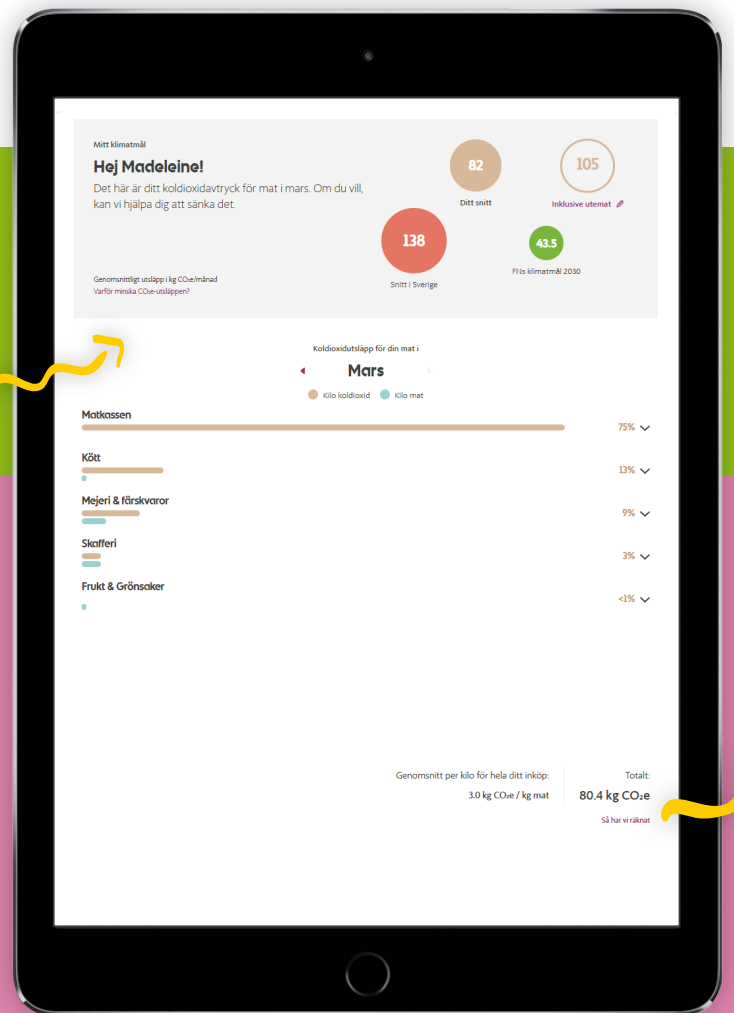 Mitt klimatmål
Hej Madeleine!
Det här är ditt koldioxidavtryck för mat i mars. Om du vill,
kan vi hjälpa dig att sänka det.
Genomsnittligt utsläpp i kg CO₂e/månad
Varför minska CO₂e-utsläppen?
82
Ditt snitt
105
Inklusive utemat
138
Snitt i Sverige
43.5
FNs klimatmål 2030
Koldioxidutsläpp för din mat i
Mars
Kilo koldioxid
Kilo mat
Matkassen
75%
Kött
13%
Mejeri & färskvaror
9%
Skafferi
3%
Frukt & Grönsaker
<1%
Genomsnitt per kilo för hela ditt inköp:
3.0 kg CO₂e / kg mat
Totalt:
80.4 kg CO₂e
Så har vi räknat